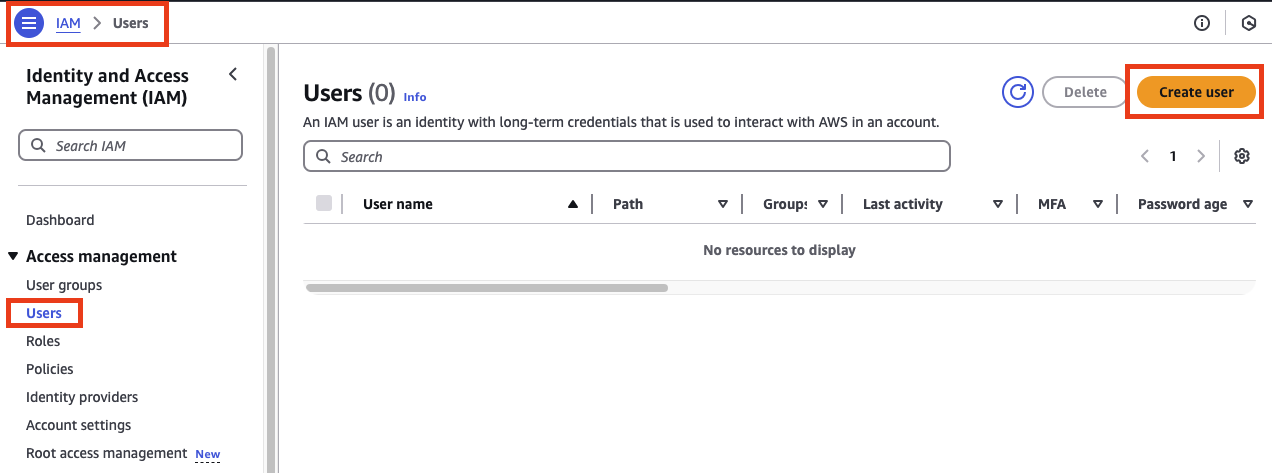 IAM > Users
Identity and Access
Management (IAM)
Search IAM
Dashboard
Access management
User groups
Users
Roles
Policies
Identity providers
Account settings
Root access management New
Users (0) Info
Delete
Create user
An IAM user is an identity with long-term credentials that is used to interact with AWS in an account.
Search
1
User name Path Groups Last activity MFA Password age
No resources to display